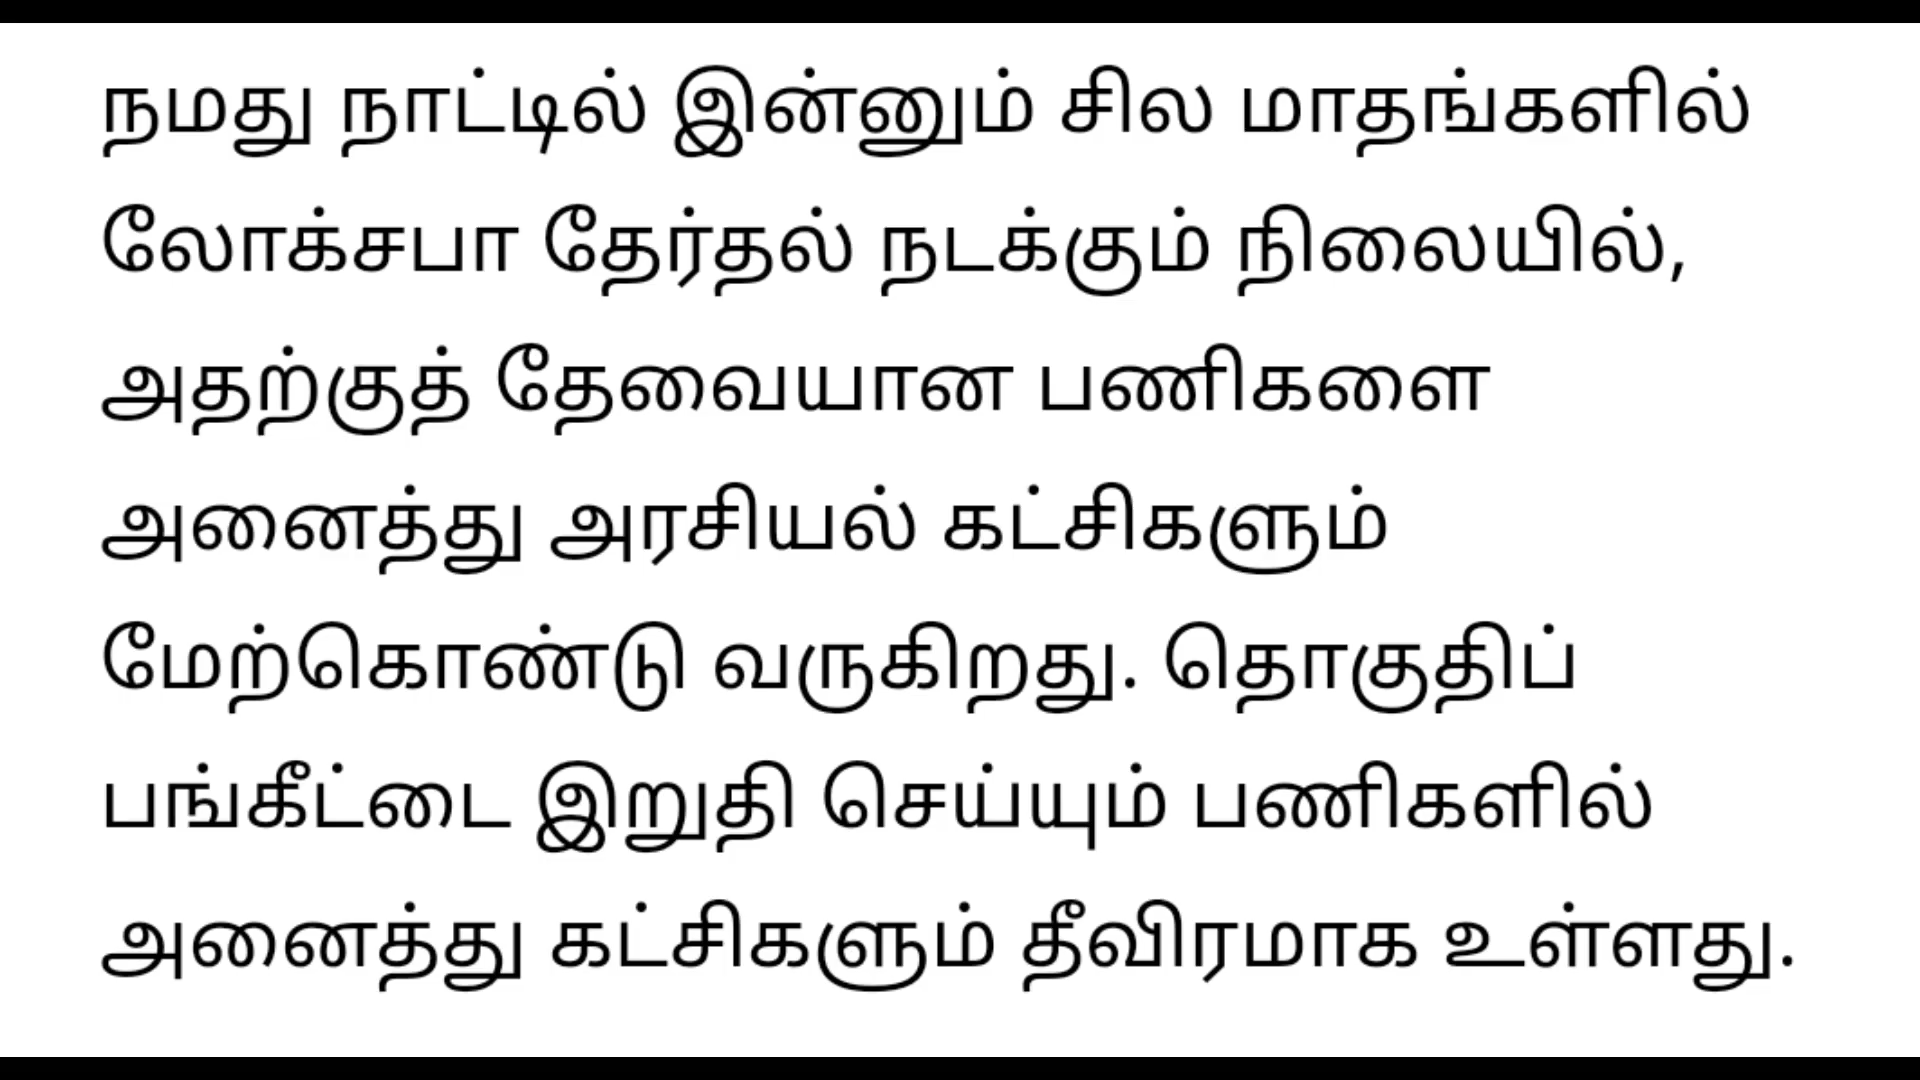 நமது நாட்டில் இன்னும் சில மாதங்களில்
லோக்சபா தேர்தல் நடக்கும் நிலையில்,
அதற்குத் தேவையான பணிகளை
அனைத்து அரசியல் கட்சிகளும்
மேற்கொண்டு வருகிறது. தொகுதிப்
பங்கீட்டை இறுதி செய்யும் பணிகளில்
அனைத்து கட்சிகளும் தீவிரமாக உள்ளது.